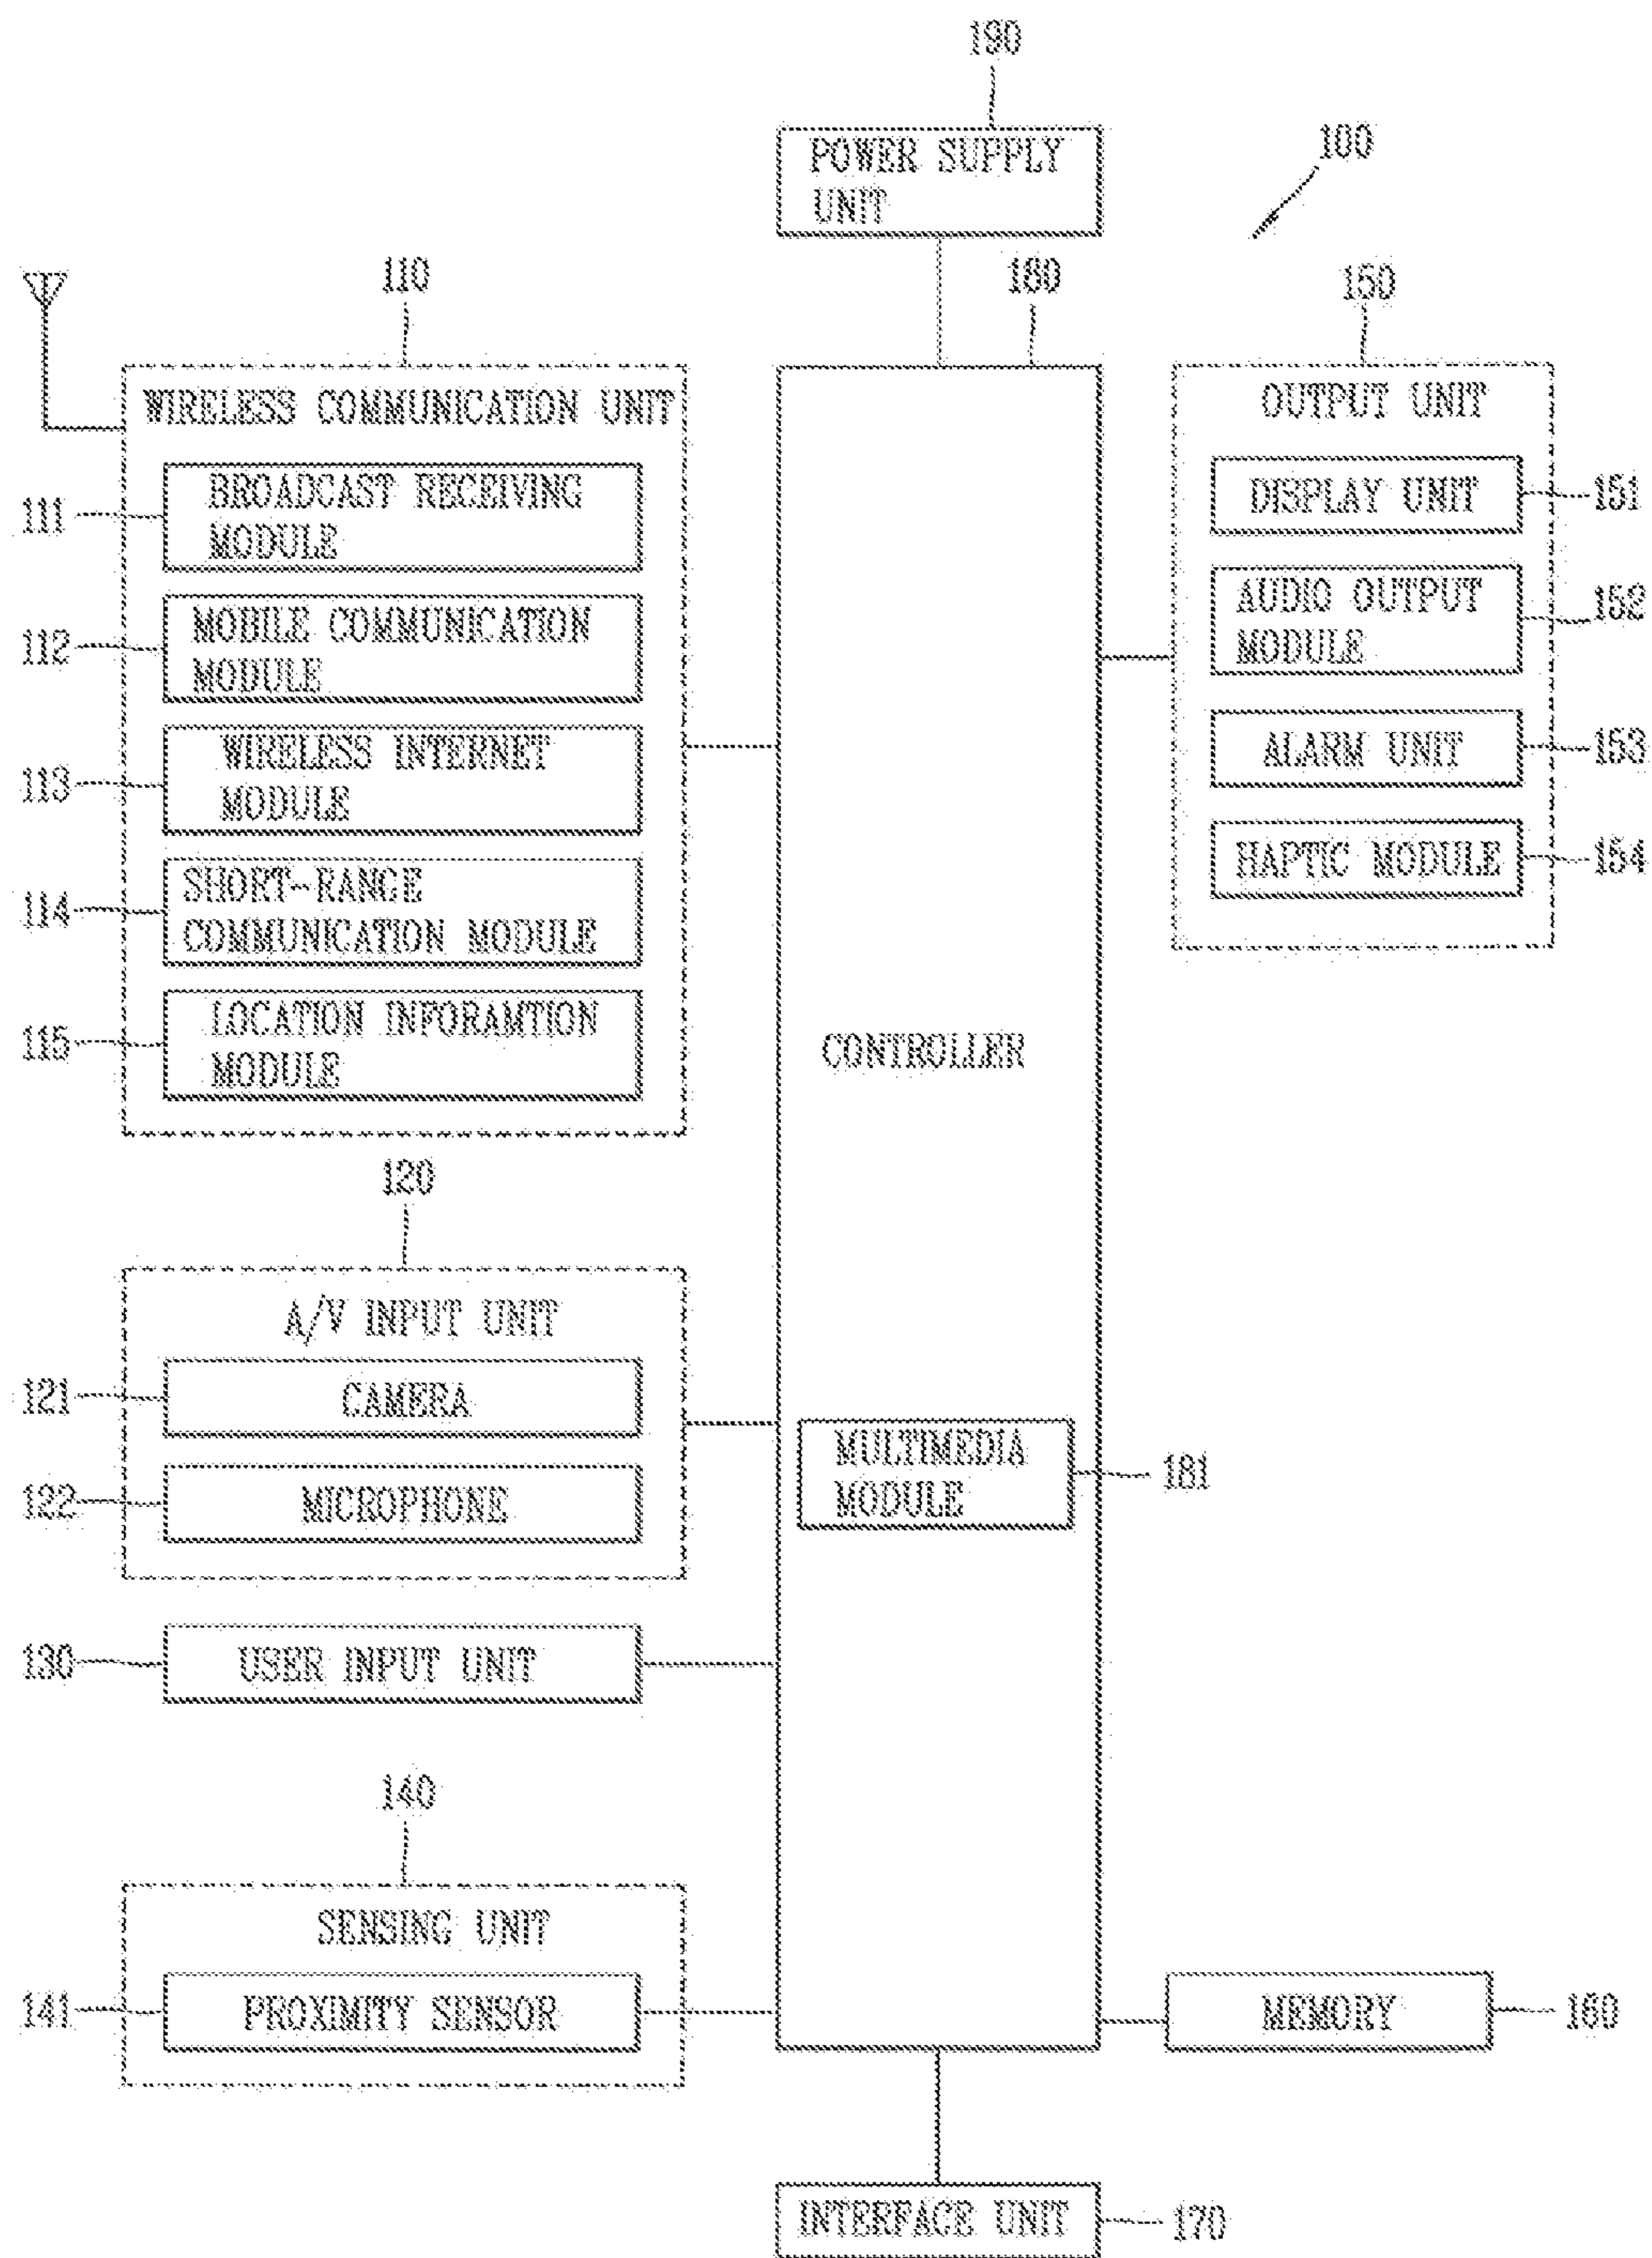 190
POWER SUPPLY
UNIT
100
110
180
150
WIRELESS COMMUNICATION UNIT
OUTPUT UNIT
111
BROADCAST RECEIVING
MODULE
112
MOBILE COMMUNICATION
MODULE
113
WIRELESS INTERNET
MODULE
114
SHORT-RANGE
COMMUNICATION MODULE
115
LOCATION INFORAMTION
MODULE
DISPLAY UNIT
151
AUDIO OUTPUT
MODULE
152
ALARM UNIT
153
HAPTIC MODULE
154
CONTROLLER
120
A/V INPUT UNIT
121
CAMERA
122
MICROPHONE
MULTIMEDIA
MODULE
181
130
USER INPUT UNIT
140
SENSING UNIT
141
PROXIMITY SENSOR
MEMORY
160
INTERFACE UNIT
170